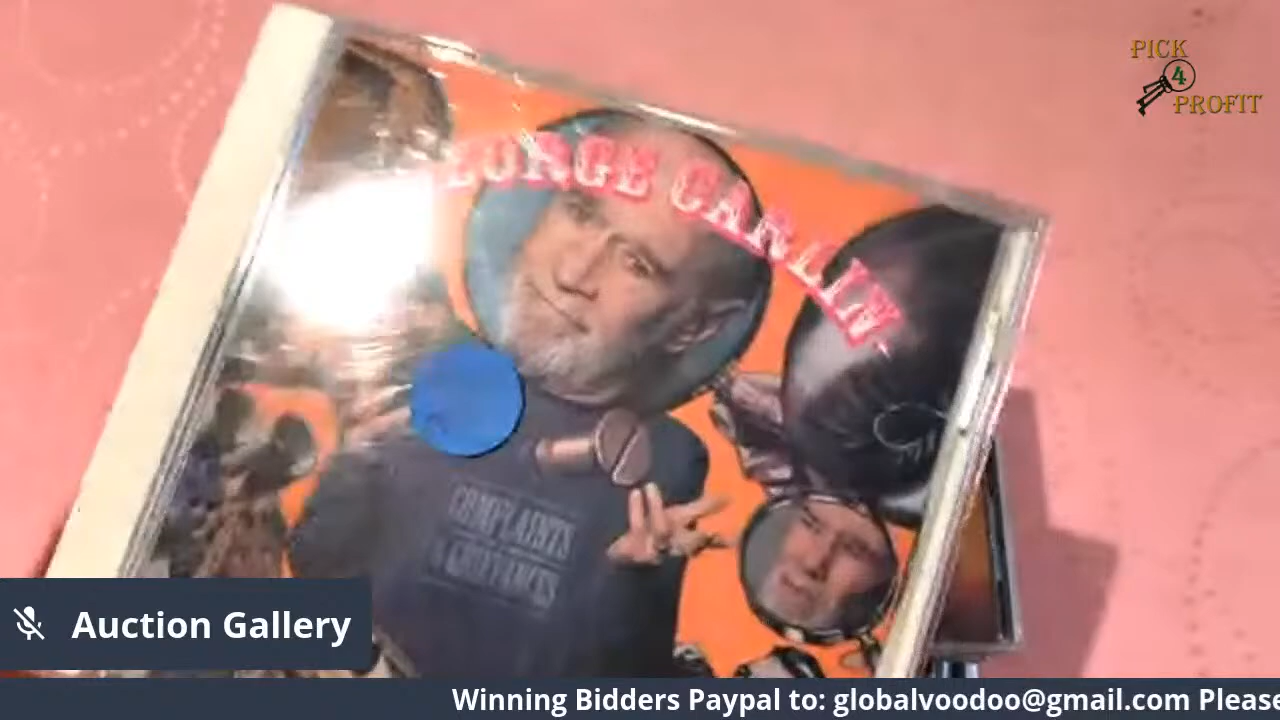 PICK
4
PROFIT
GEORGE CARLIN
COMPLAINTS
& GRIEVANCES
Auction Gallery
Winning Bidders Paypal to: globalvoodoo@gmail.com Please